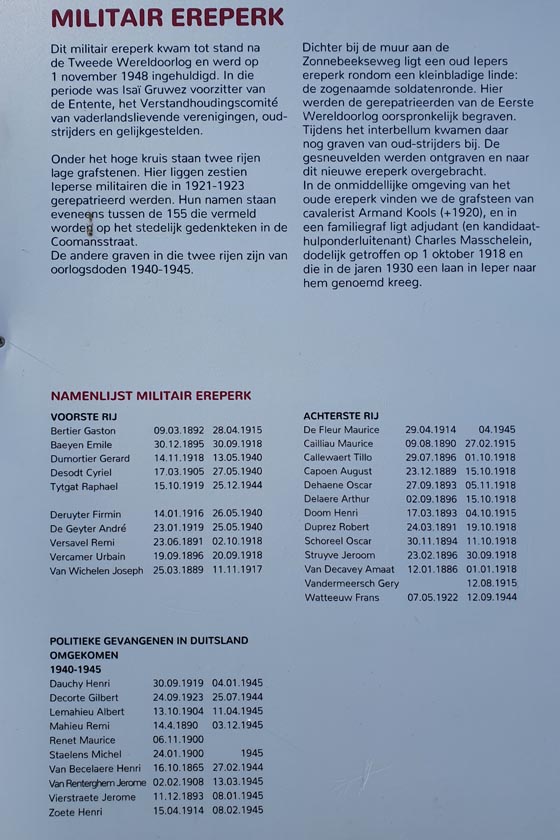 MILITAIR EREPERK
Dit militair ereperk kwam tot stand na
de Tweede Wereldoorlog en werd op
1 november 1948 ingehuldigd. In die
periode was Isaï Gruwez voorzitter van
de Entente, het Verstandhoudingscomité
van vaderlandslievende verenigingen, oud-
strijders en gelijkgestelden.
Onder het hoge kruis staan twee rijen
lage grafstenen. Hier liggen zestien
Ieperse militairen die in 1921-1923
gerepatrieerd werden. Hun namen staan
eveneens tussen de 155 die vermeld
worden op het stedelijk gedenkteken in de
Coomansstraat.
De andere graven in die twee rijen zijn van
oorlogsdoden 1940-1945.
Dichter bij de muur aan de
Zonnebeekseweg ligt een oud Iepers
ereperk rondom een kleinbladige linde:
de zogenaamde soldatenronde. Hier
werden de gerepatrieerden van de Eerste
Wereldoorlog oorspronkelijk begraven.
Tijdens het interbellum kwamen daar
nog graven van oud-strijders bij. De
gesneuvelden werden ontgraven en naar
dit nieuwe ereperk overgebracht.
In de onmiddellijke omgeving van het
oude ereperk vinden we de grafsteen van
cavalerist Armand Kools (+1920), en in
een familiegraf ligt adjudant (en kandidaat-
hulponderluitenant) Charles Masschelein,
dodelijk getroffen op 1 oktober 1918 en
die in de jaren 1930 een laan in Ieper naar
hem genoemd kreeg.
NAMENLIJST MILITAIR EREPERK
VOORSTE RIJ
Bertier Gaston 09.03.1892 28.04.1915
Baeyen Emile 30.12.1895 30.09.1918
Dumortier Gerard 14.11.1918 13.05.1940
Desodt Cyriel 17.03.1905 27.05.1940
Tytgat Raphael 15.10.1919 25.12.1944
Deruyter Firmin 14.01.1916 26.05.1940
De Geyter André 23.01.1919 25.05.1940
Versavel Remi 23.06.1891 02.10.1918
Vercamer Urbain 19.09.1896 20.09.1918
Van Wichelen Joseph 25.03.1889 11.11.1917
ACHTERSTE RIJ
De Fleur Maurice 29.04.1914 04.1945
Cailliau Maurice 09.08.1890 27.02.1915
Callewaert Tillo 29.07.1896 01.10.1918
Capoen August 23.12.1889 15.10.1918
Dehaene Oscar 27.09.1893 05.11.1918
Delaere Arthur 02.09.1896 15.10.1918
Doom Henri 17.03.1893 04.10.1915
Duprez Robert 24.03.1891 19.10.1918
Schoreel Oscar 30.11.1894 11.10.1918
Struyve Jeroom 23.02.1896 30.09.1918
Van Decavey Amaat 12.01.1886 01.01.1918
Vandermeersch Gery 12.08.1915
Watteeuw Frans 07.05.1922 12.09.1944
POLITIEKE GEVANGENEN IN DUITSLAND
OMGEKOMEN
1940-1945
Dauchy Henri 30.09.1919 04.01.1945
Decorte Gilbert 24.09.1923 25.07.1944
Lemahieu Albert 13.10.1904 11.04.1945
Mahieu Remi 14.4.1890 03.12.1945
Renet Maurice 06.11.1900
Staelens Michel 24.01.1900 1945
Van Becelaere Henri 16.10.1865 27.02.1944
Van Renterghem Jerome 02.02.1908 13.03.1945
Vierstraete Jerome 11.12.1893 08.01.1945
Zoete Henri 15.04.1914 08.02.1945